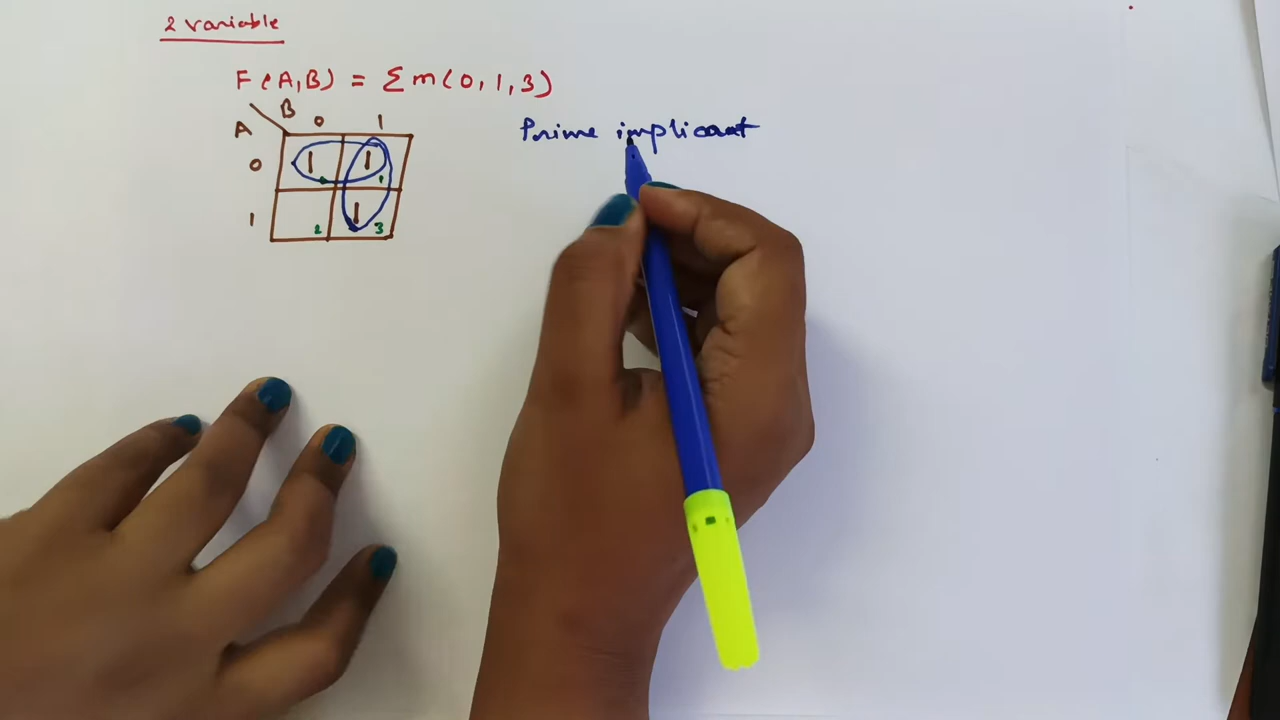 2 variable
F(A,B) = Σm(0,1,3)
Prime implicant
B
A 0 1
0 1 1
0 1
1 1
2 3